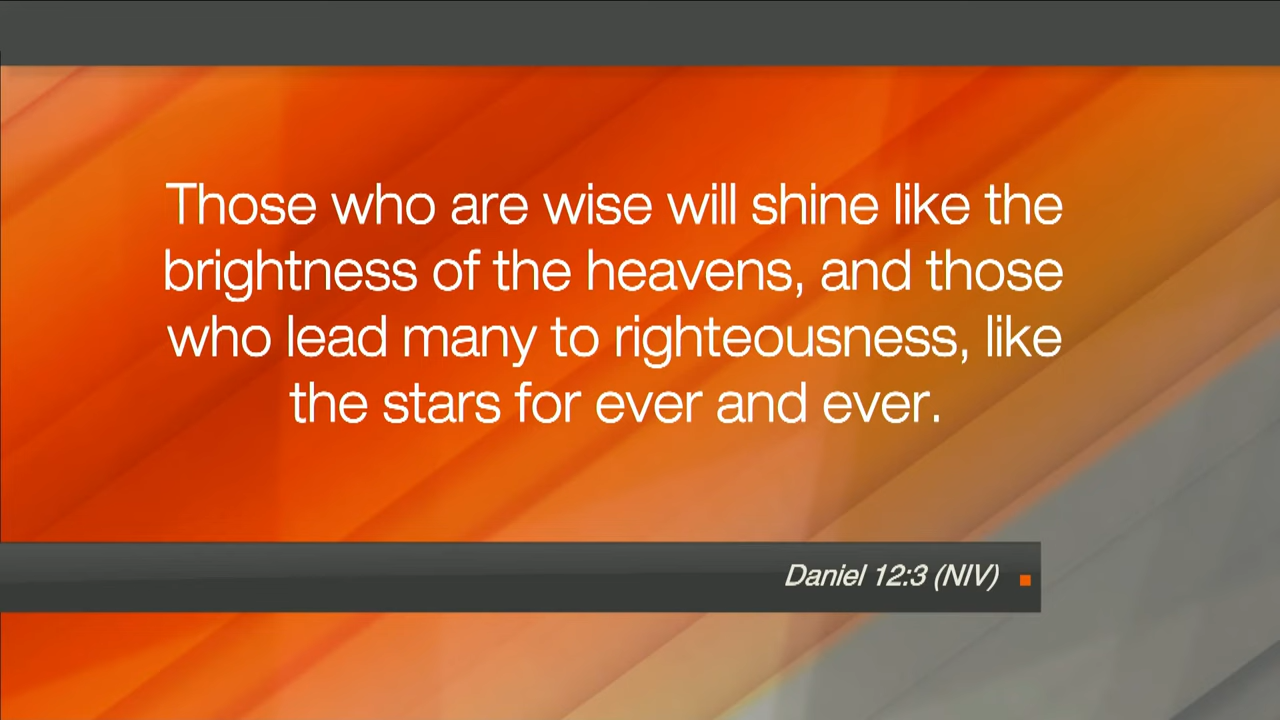 Those who are wise will shine like the
brightness of the heavens, and those
who lead many to righteousness, like
the stars for ever and ever.
Daniel 12:3 (NIV)